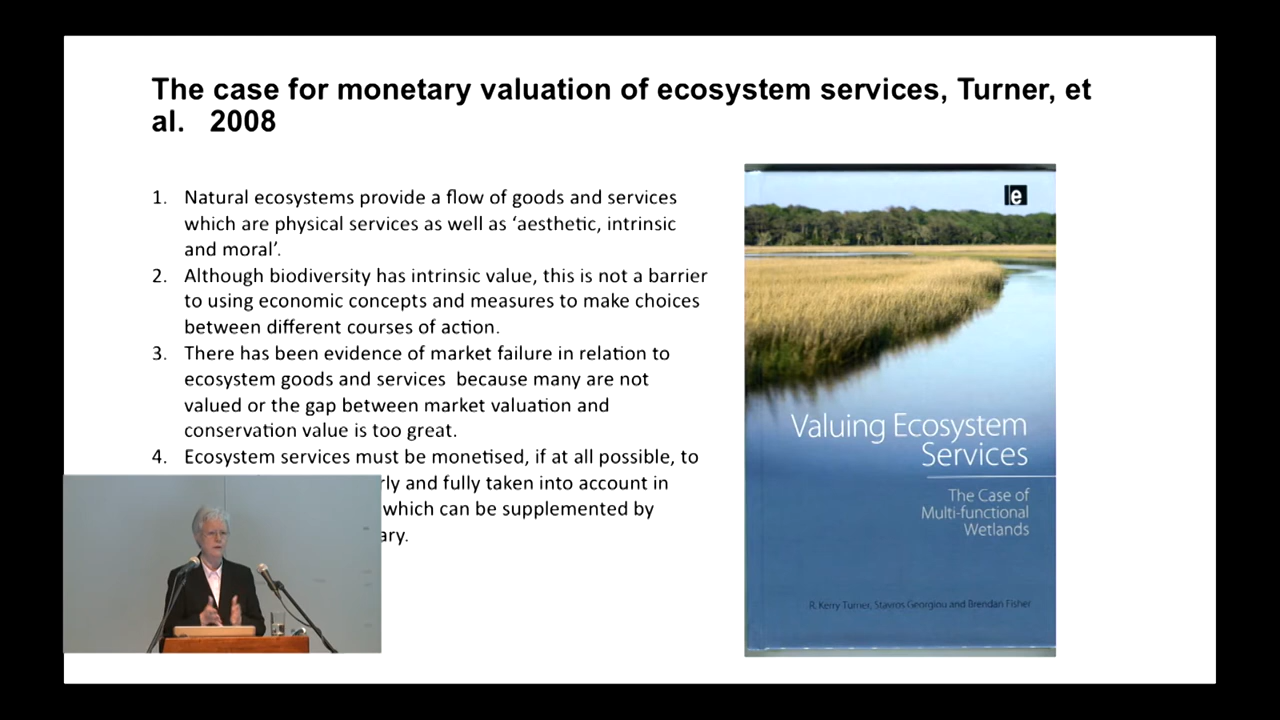 The case for monetary valuation of ecosystem services, Turner, et
al. 2008
1. Natural ecosystems provide a flow of goods and services
which are physical services as well as ‘aesthetic, intrinsic
and moral’.
2. Although biodiversity has intrinsic value, this is not a barrier
to using economic concepts and measures to make choices
between different courses of action.
3. There has been evidence of market failure in relation to
ecosystem goods and services because many are not
valued or the gap between market valuation and
conservation value is too great.
4. Ecosystem services must be monetised, if at all possible, to
rly and fully taken into account in
which can be supplemented by
ary.
e
Valuing Ecosystem
Services
The Case of
Multi-functional
Wetlands
R. Kerry Turner, Stavros Georgiou and Brendan Fisher